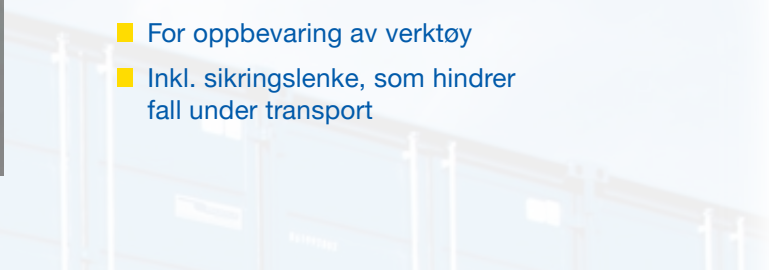 For oppbevaring av verktøy
Inkl. sikringslenke, som hindrer
fall under transport